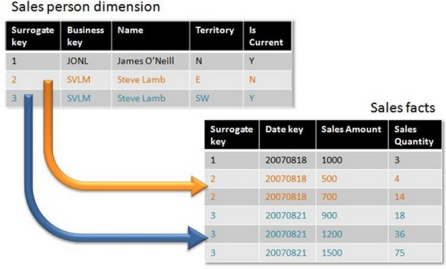 Sales person dimension
Surrogate key Business key Name Territory Is Current
1 JONL James O'Neill N Y
2 SVLM Steve Lamb E N
3 SVLM Steve Lamb SW Y
Sales facts
Surrogate key Date key Sales Amount Sales Quantity
1 20070818 1000 3
2 20070818 500 4
2 20070818 700 14
3 20070821 900 18
3 20070821 1200 36
3 20070821 1500 75